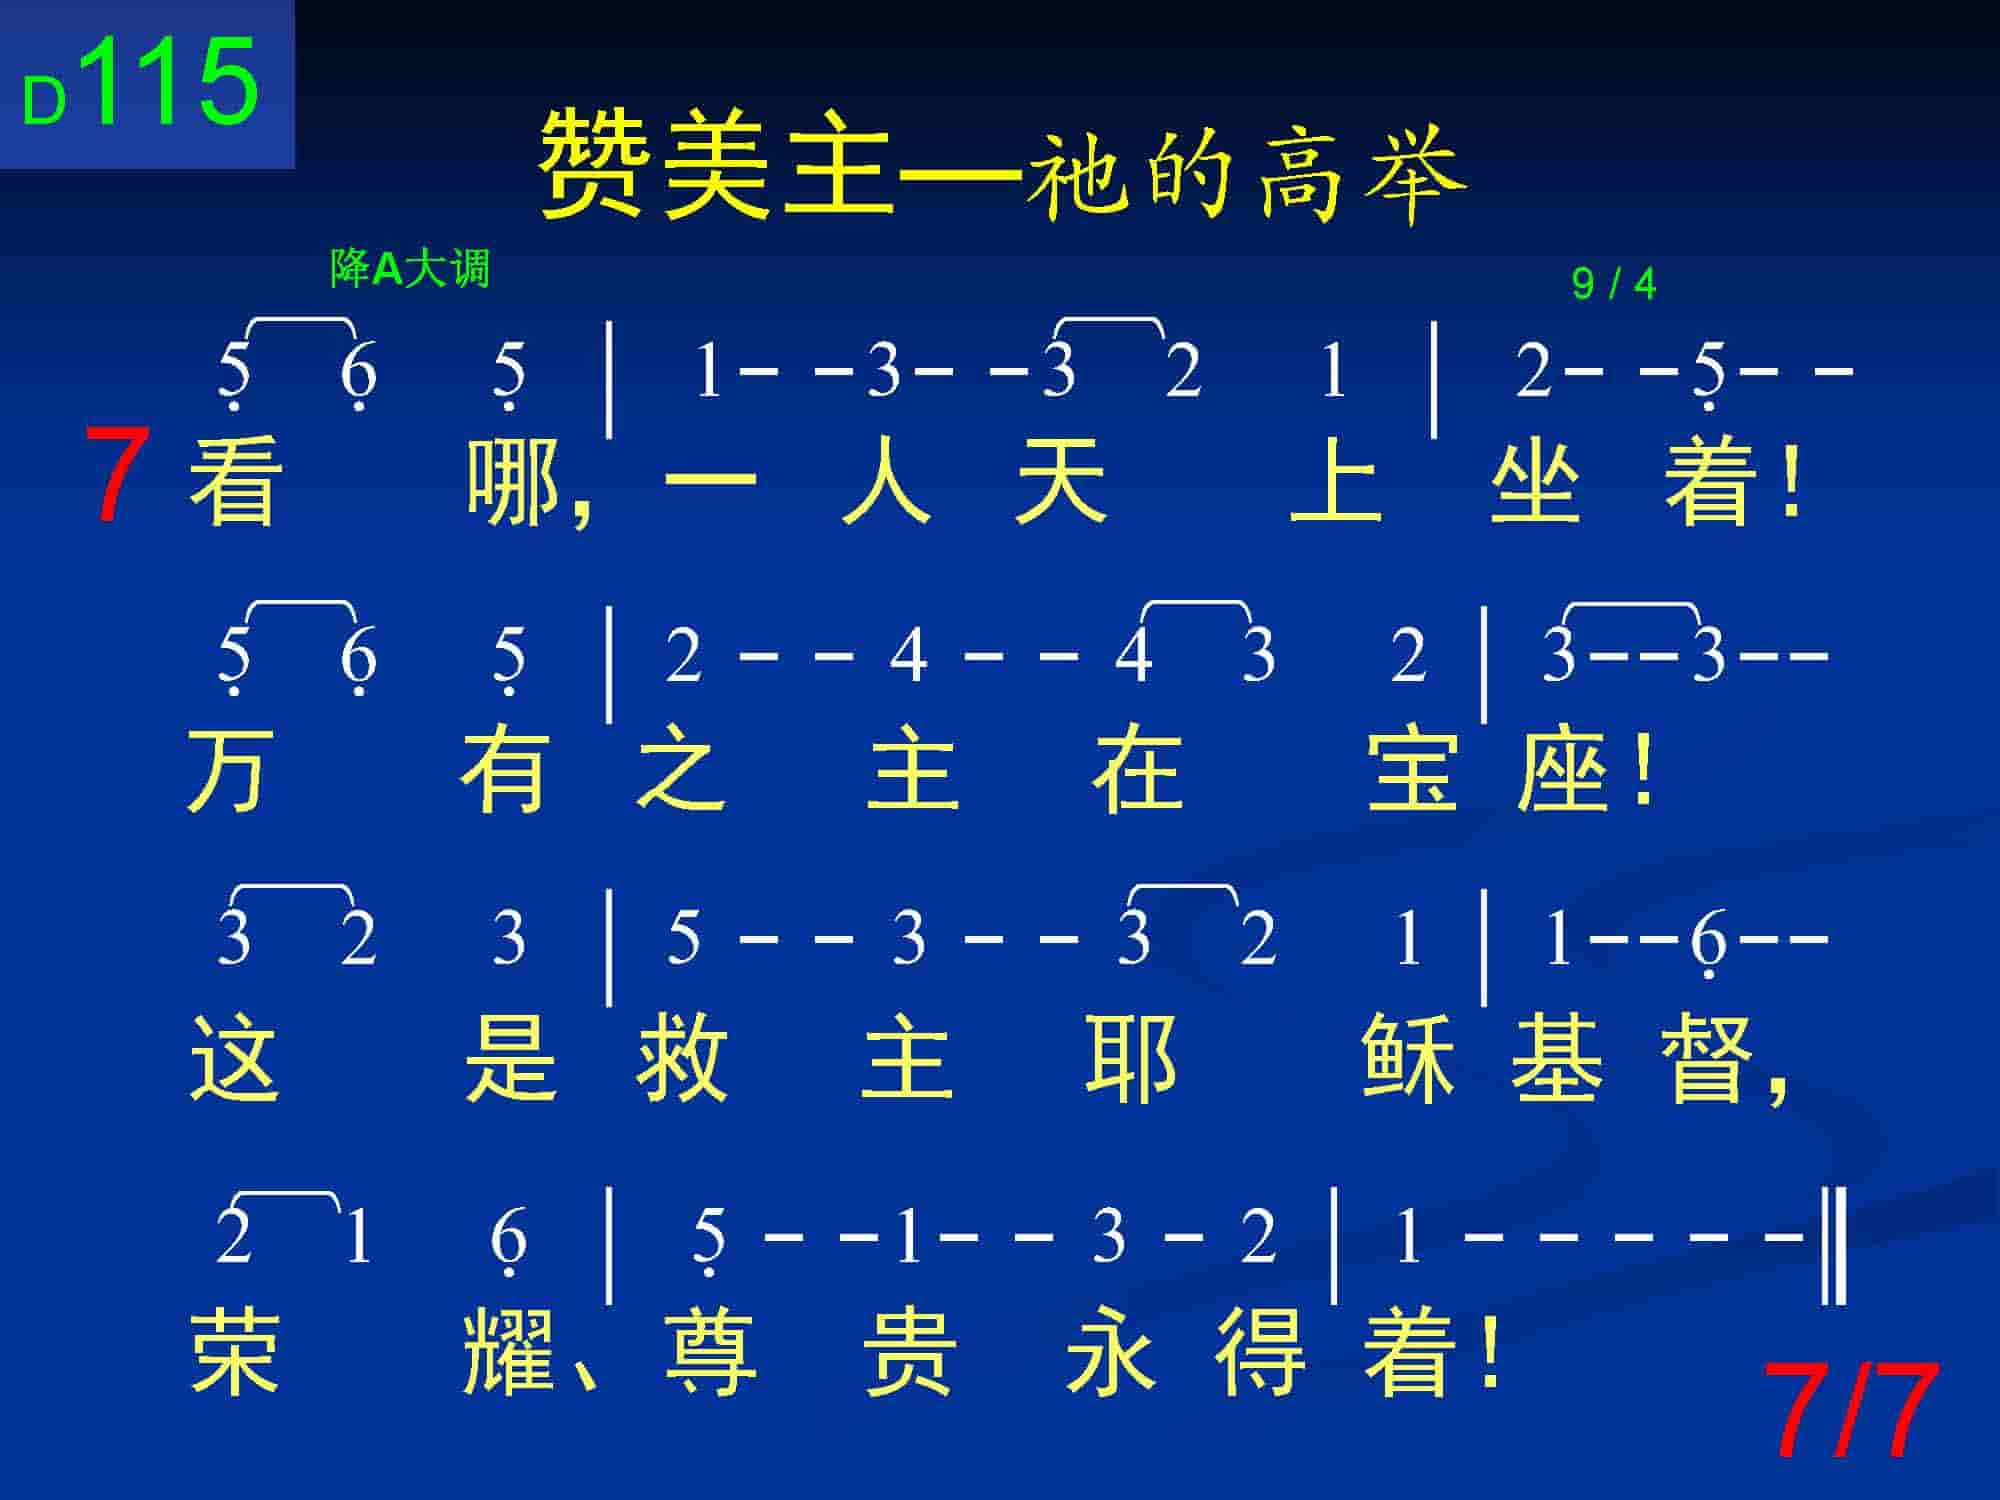 D115
赞美主—祂的高举
降A大调 9 / 4
5 6 5 | 1 - - 3 - - 3 2 1 | 2 - - 5 - -
7 看 哪，一 人 天 上 坐 着！
5 6 5 | 2 - - 4 - - 4 3 2 | 3 - - 3 - -
万 有 之 主 在 宝 座！
3 2 3 | 5 - - 3 - - 3 2 1 | 1 - - 6 - -
这 是 救 主 耶 稣 基 督，
2 1 6 | 5 - - 1 - - 3 - 2 | 1 - - - - - ‖
荣 耀、尊 贵 永 得 着！
7/7